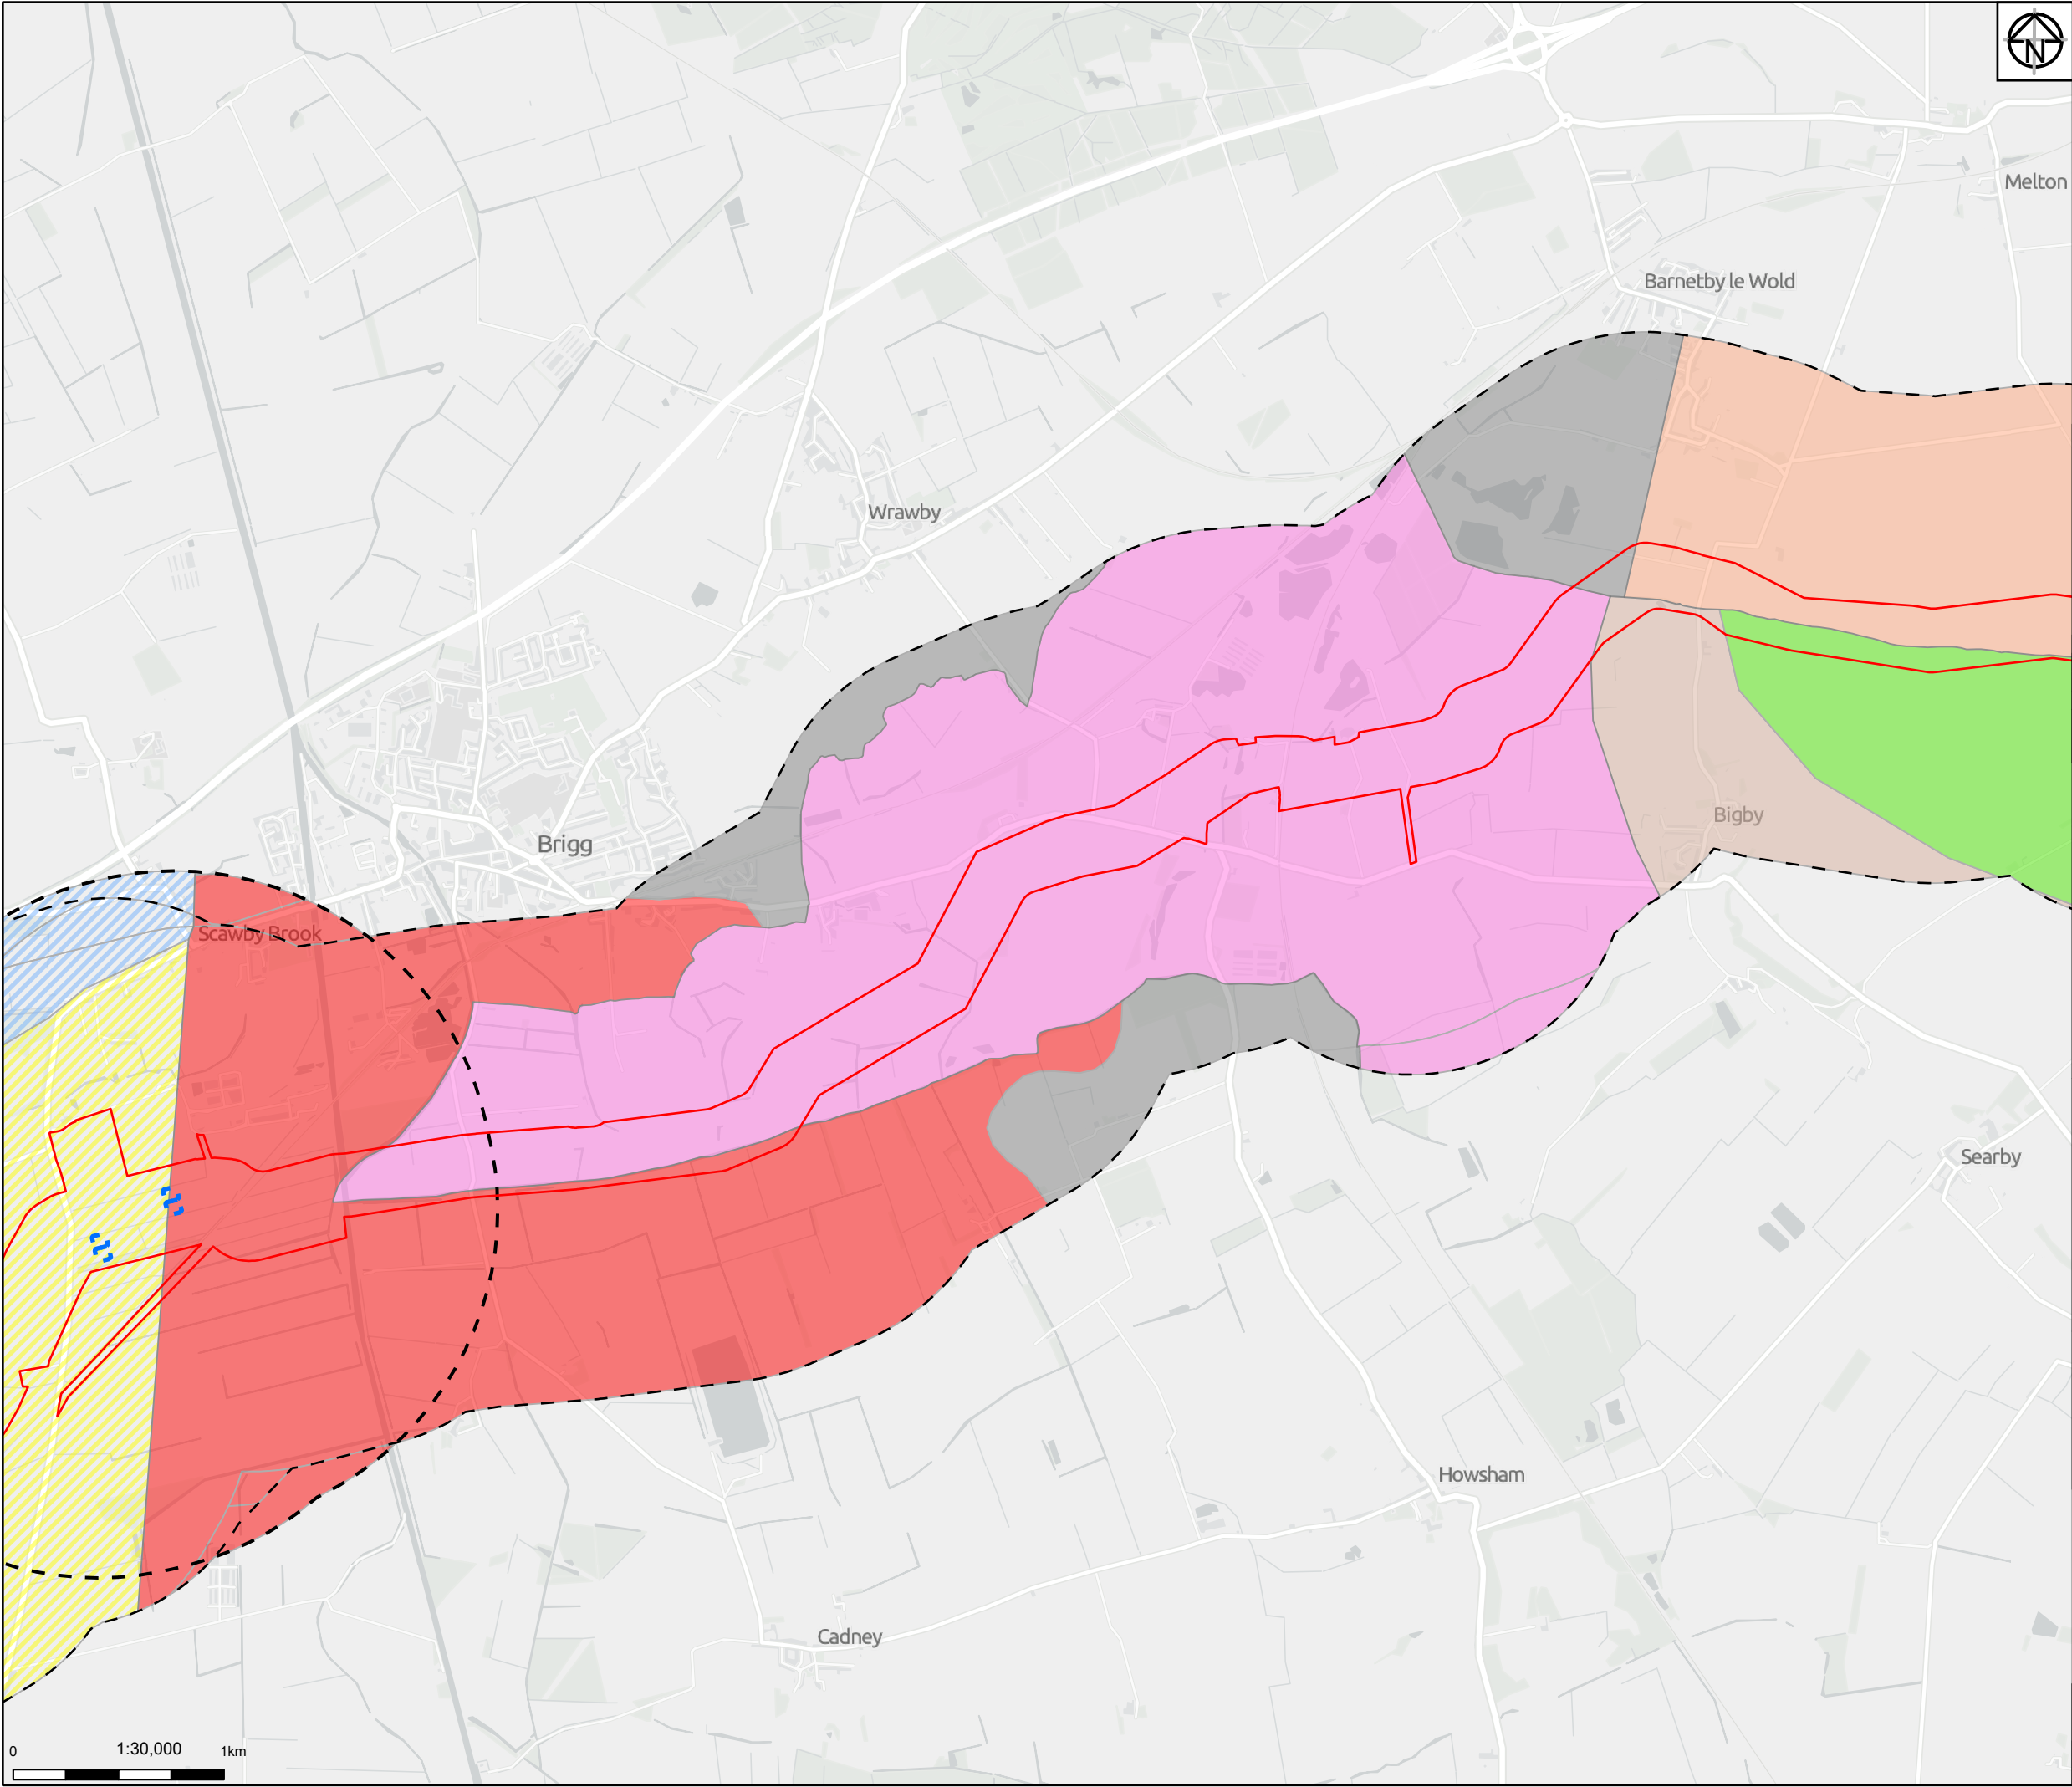 N
Melton
Barnetby le Wold
Wrawby
Bigby
Brigg
Scawby Brook
Searby
Howsham
Cadney
0 1:30,000 1km